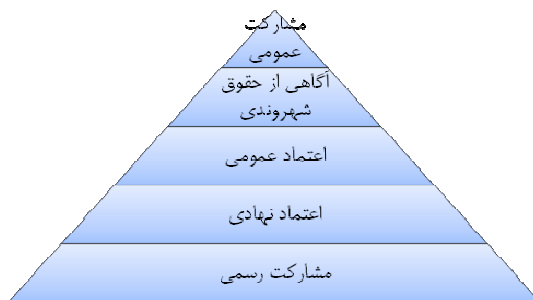 مشارکت
عمومی
آگاهی از حقوق
شهروندی
اعتماد عمومی
اعتماد نهادی
مشارکت رسمی